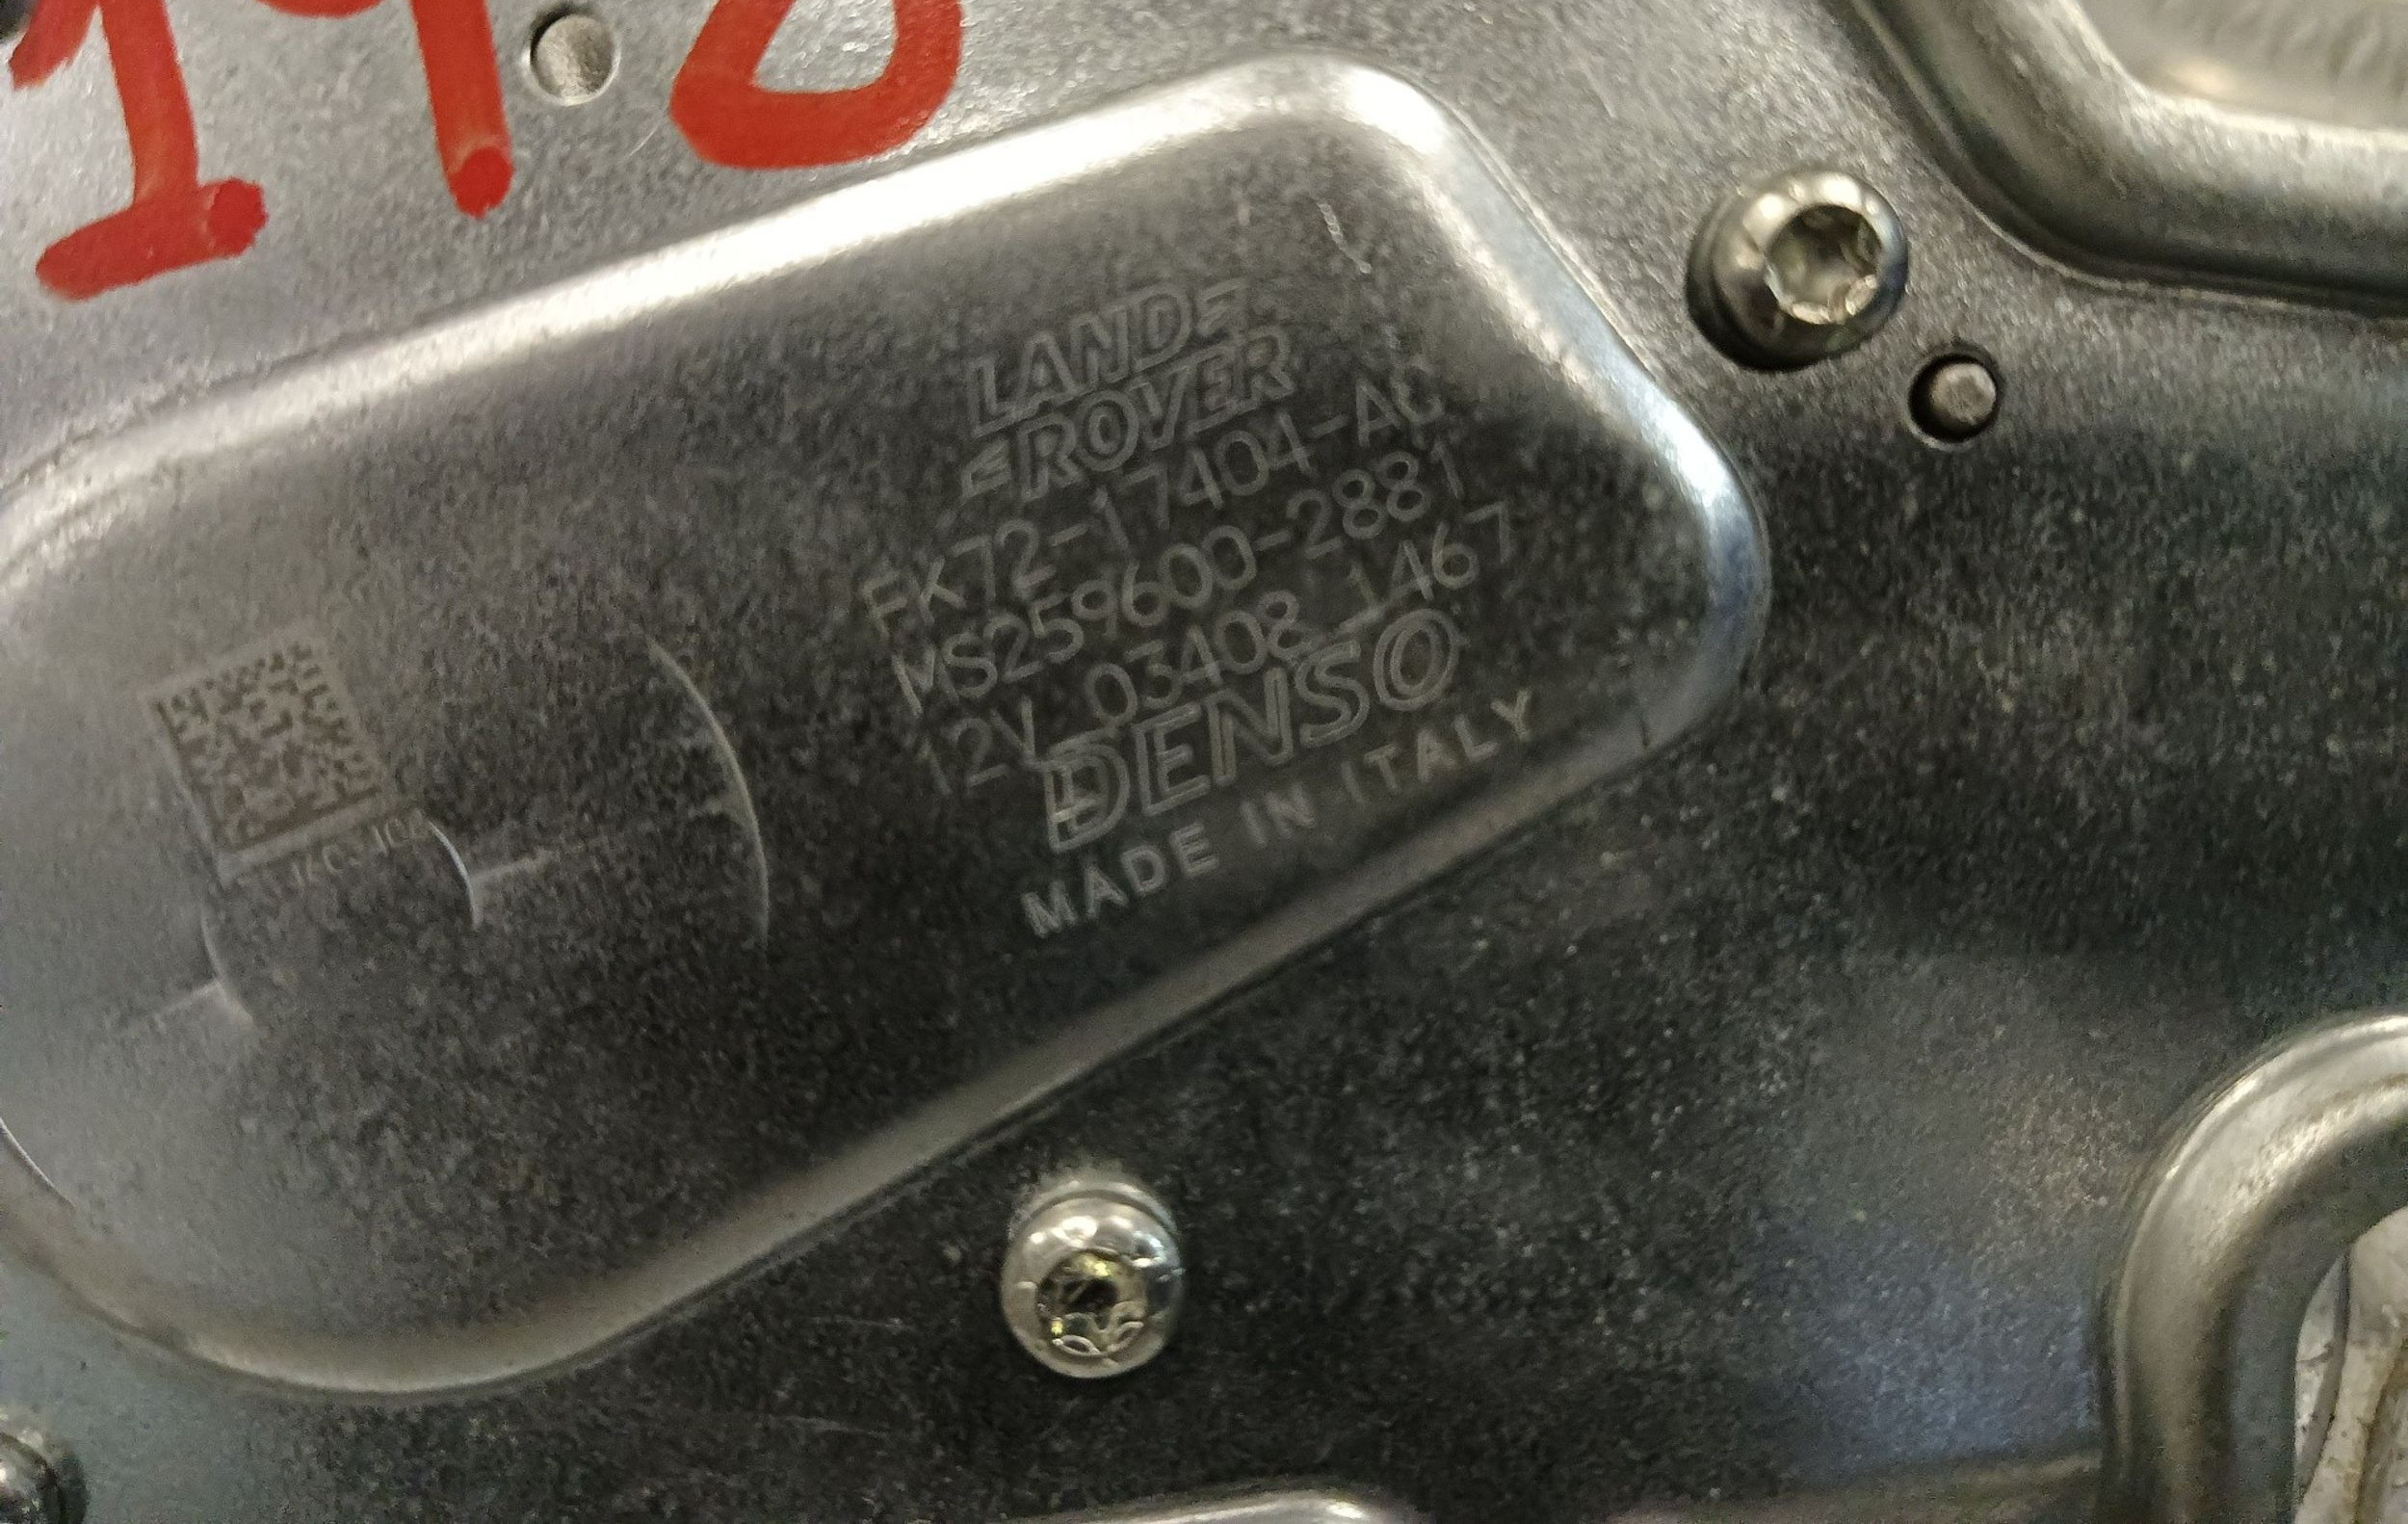 LAND
ROVER
FK72-17404-AC
MS259600-2881
12V 03408 1467
DENSO
MADE IN ITALY